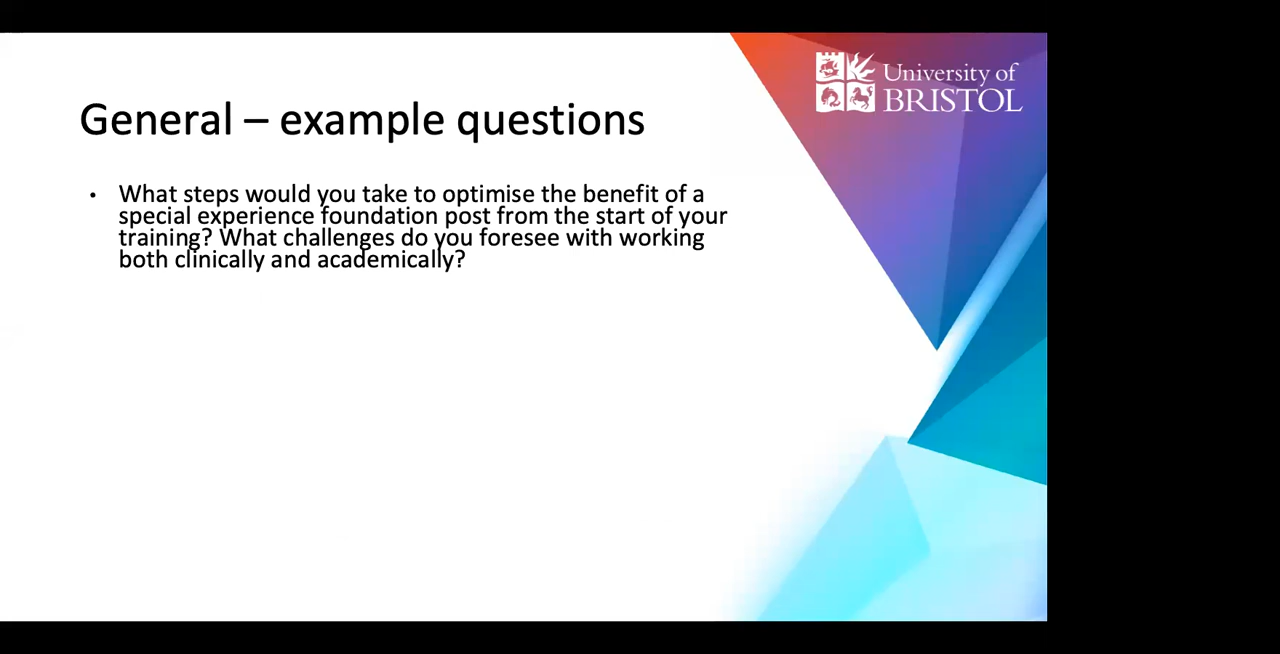 University of
BRISTOL
General – example questions
• What steps would you take to optimise the benefit of a
special experience foundation post from the start of your
training? What challenges do you foresee with working
both clinically and academically?